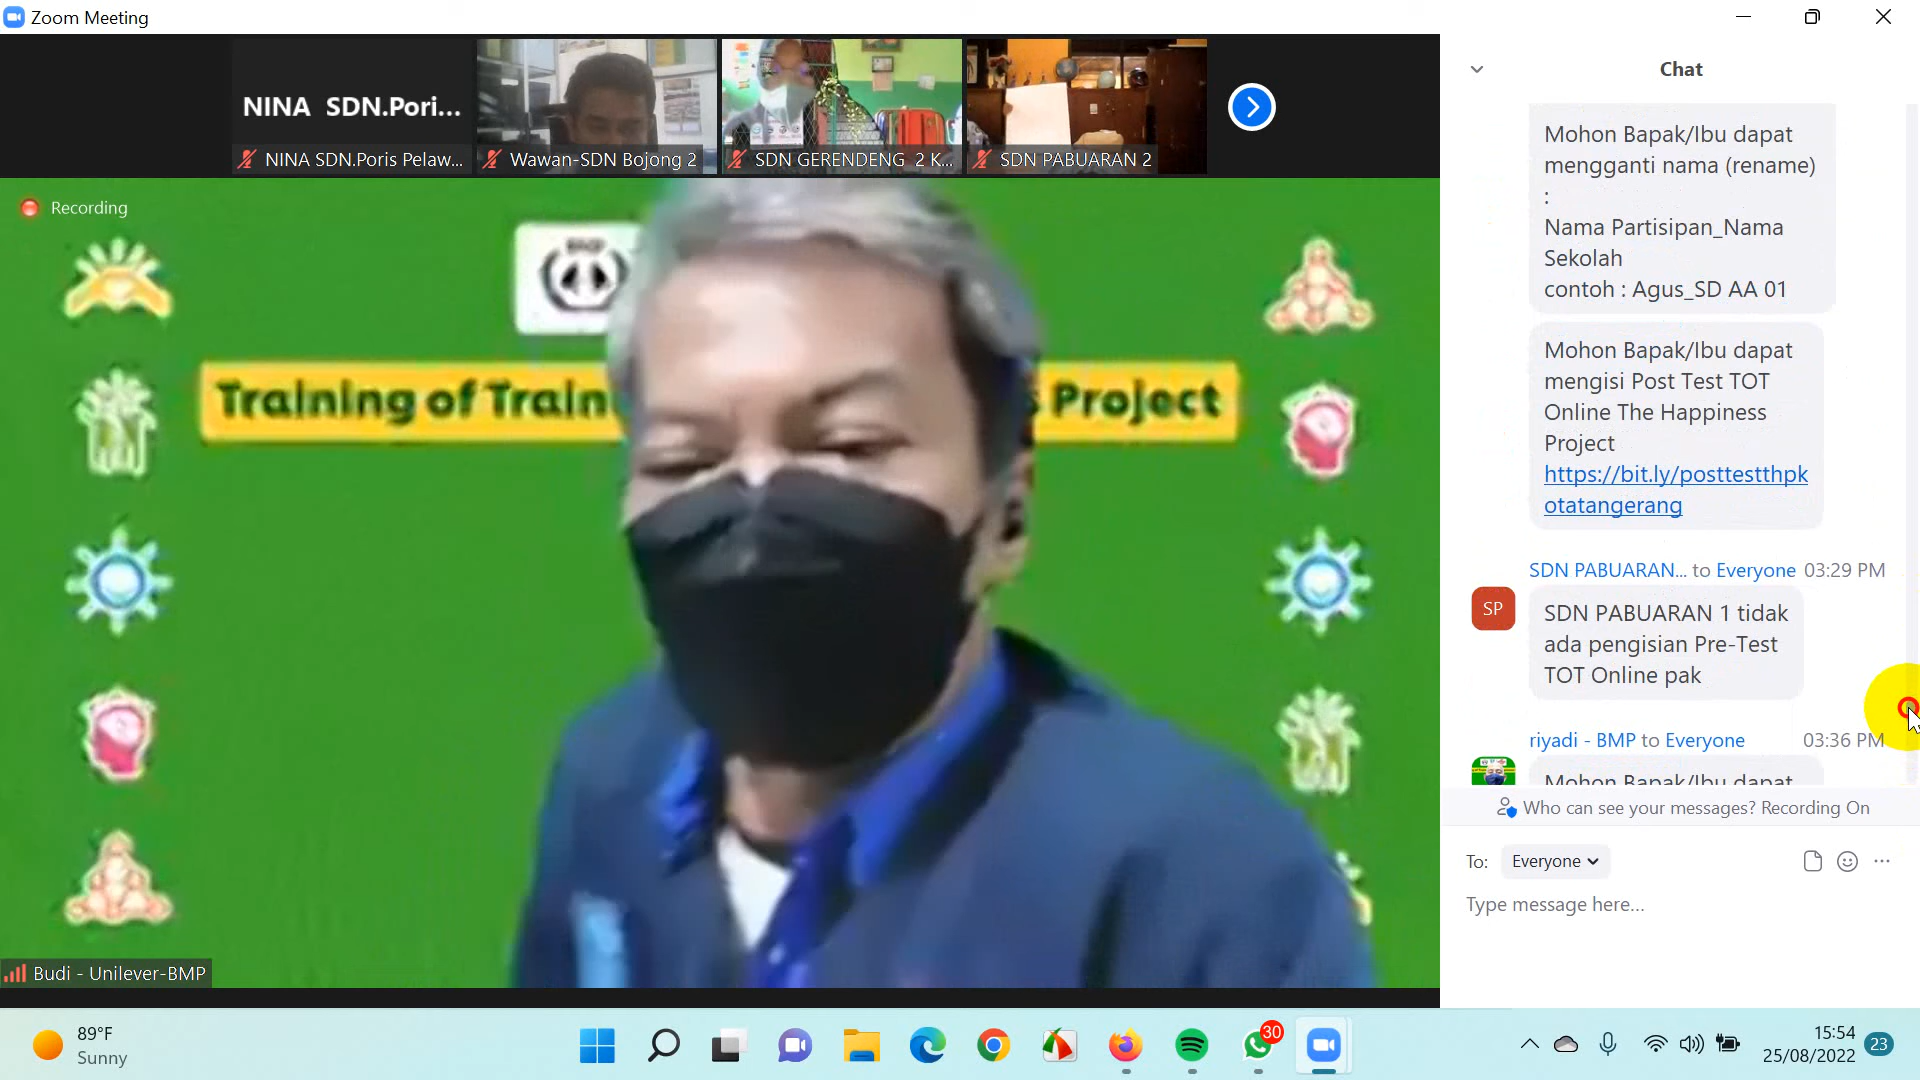 Zoom Meeting
NINA SDN.Pori...
NINA SDN.Poris Pelaw...
Wawan-SDN Bojong 2
SDN GERENDENG 2 K...
SDN PABUARAN 2
Recording
Training of Train
Project
Budi - Unilever-BMP
Chat
Mohon Bapak/Ibu dapat
mengganti nama (rename)
:
Nama Partisipan_Nama
Sekolah
contoh : Agus_SD AA 01
Mohon Bapak/Ibu dapat
mengisi Post Test TOT
Online The Happiness
Project
https://bit.ly/posttestthpk
otatangerang
SDN PABUARAN... to Everyone 03:29 PM
SP
SDN PABUARAN 1 tidak
ada pengisian Pre-Test
TOT Online pak
riyadi - BMP to Everyone 03:36 PM
Mohon Bapak/Ibu dapat
Who can see your messages? Recording On
To: Everyone
Type message here...
89°F
Sunny
30
15:54
25/08/2022
23